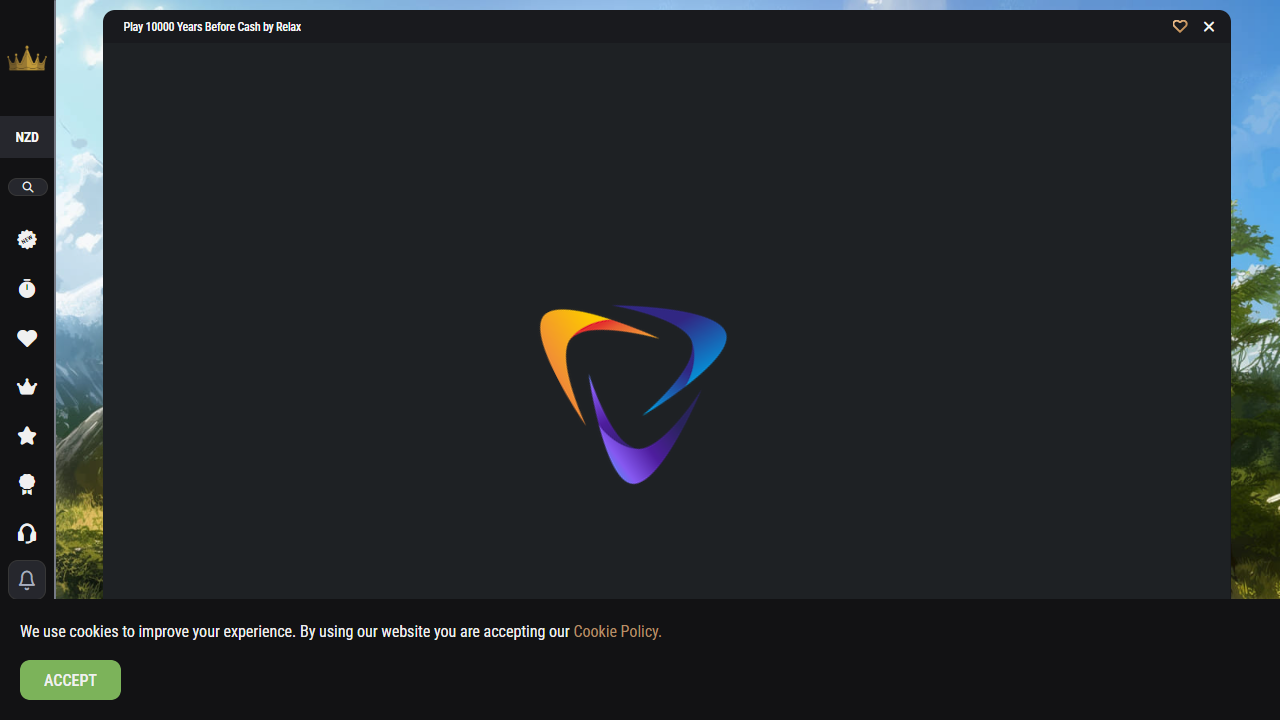 Play 10000 Years Before Cash by Relax
NZD
NEW
We use cookies to improve your experience. By using our website you are accepting our Cookie Policy.
ACCEPT